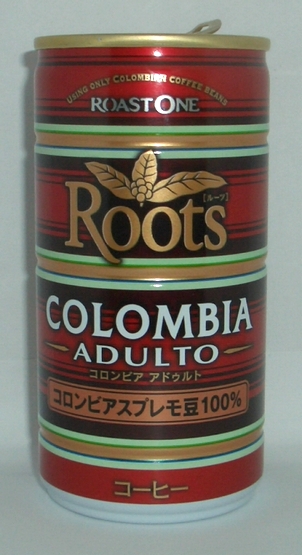 USING ONLY COLOMBIAN COFFEE BEANS
ROAST ONE
Roots
[ルーツ]
COLOMBIA
ADULTO
コロンビア アドゥルト
コロンビアスプレモ豆100%
コーヒー